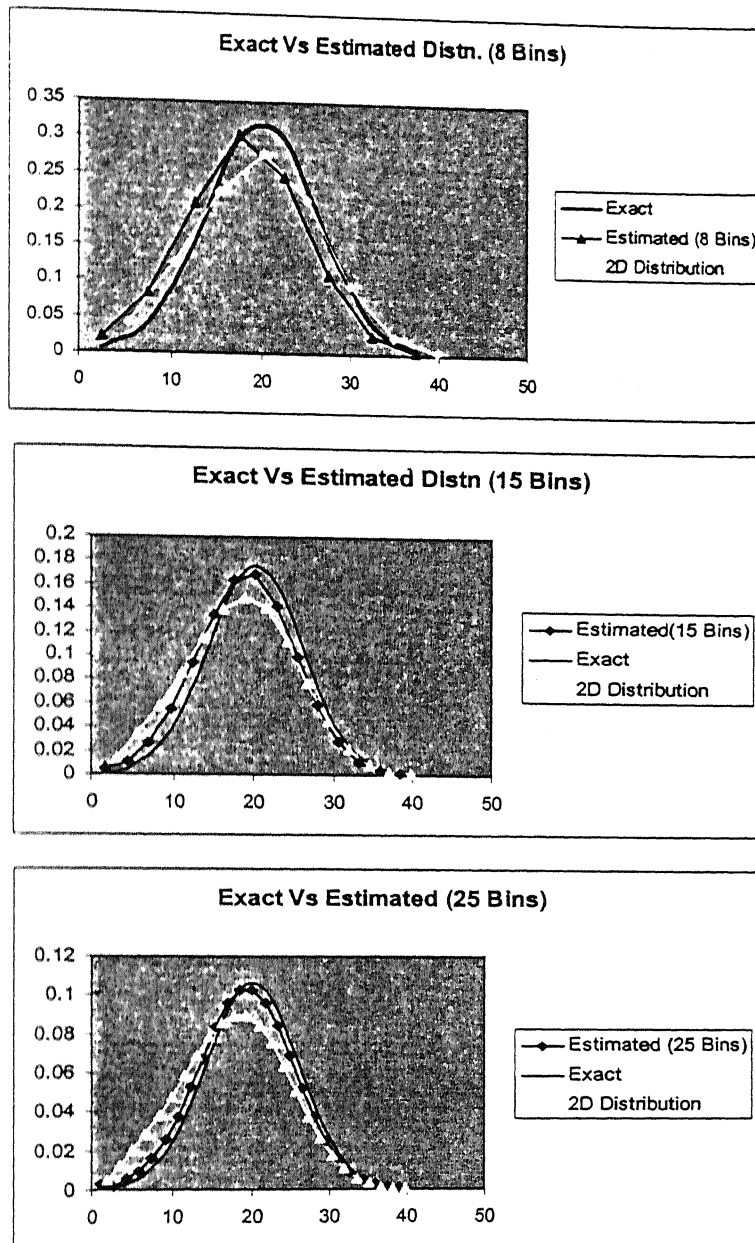 Exact Vs Estimated Distn. (8 Bins)
0.35
0.3
0.25
0.2
0.15
0.1
0.05
0
0 10 20 30 40 50
Exact
Estimated (8 Bins)
2D Distribution
Exact Vs Estimated Distn (15 Bins)
0.2
0.18
0.16
0.14
0.12
0.1
0.08
0.06
0.04
0.02
0
0 10 20 30 40 50
Estimated(15 Bins)
Exact
2D Distribution
Exact Vs Estimated (25 Bins)
0.12
0.1
0.08
0.06
0.04
0.02
0
0 10 20 30 40 50
Estimated (25 Bins)
Exact
2D Distribution